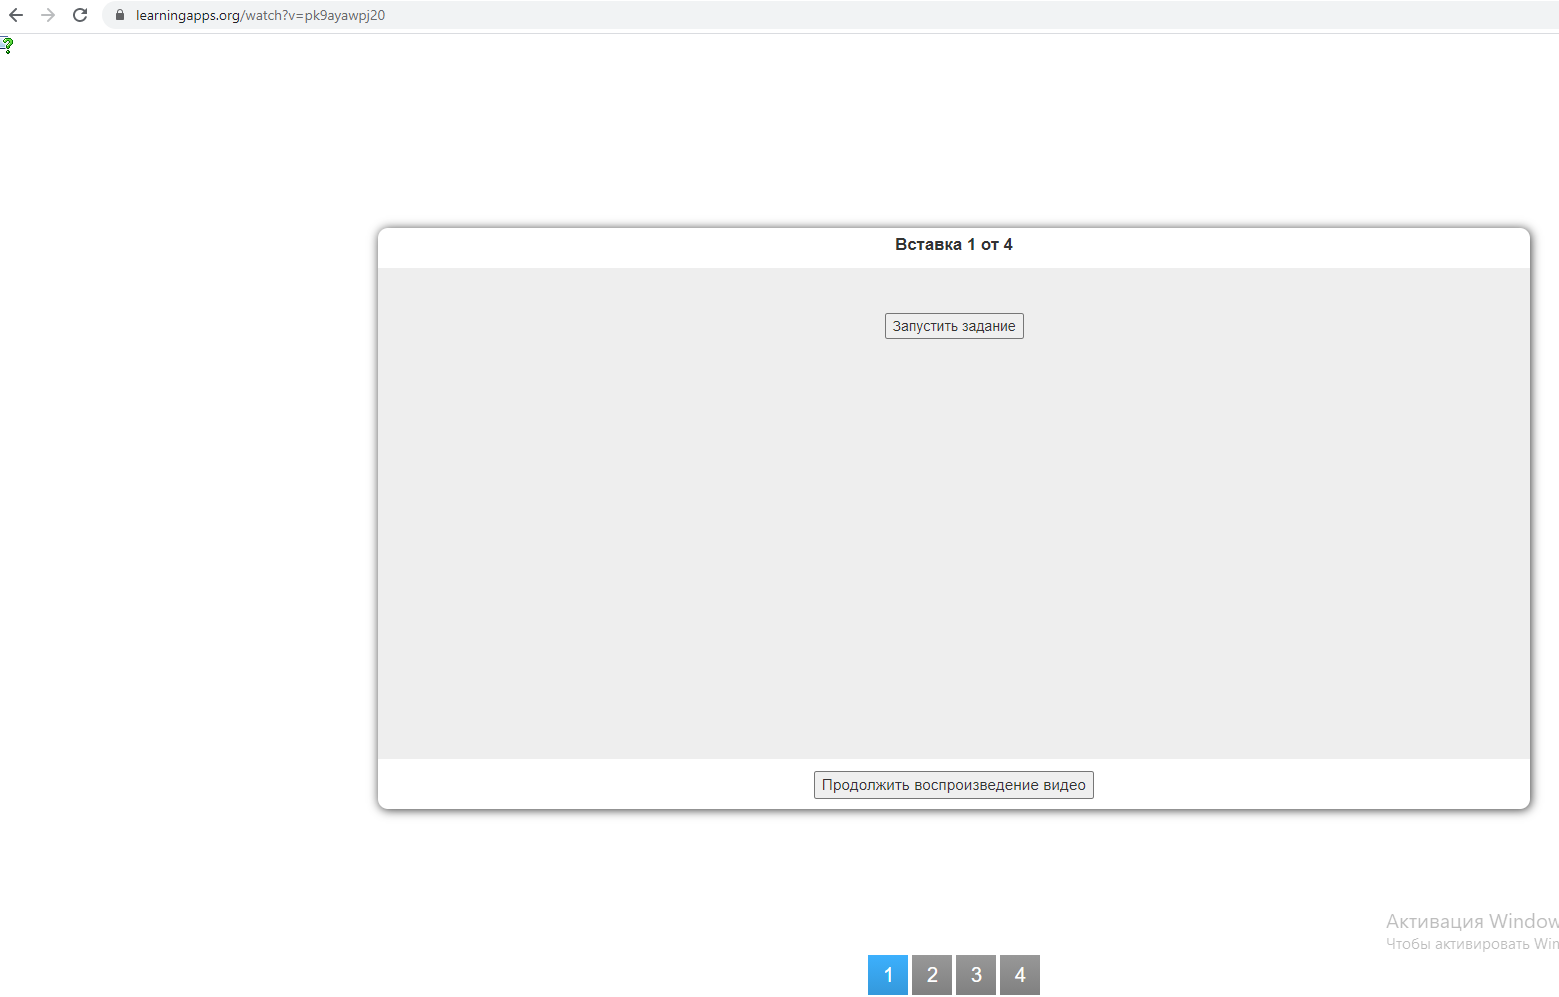 learningapps.org/watch?v=pk9ayawpj20
Вставка 1 от 4
Запустить задание
Продолжить воспроизведение видео
Активация Window
Чтобы активировать Win
1 2 3 4